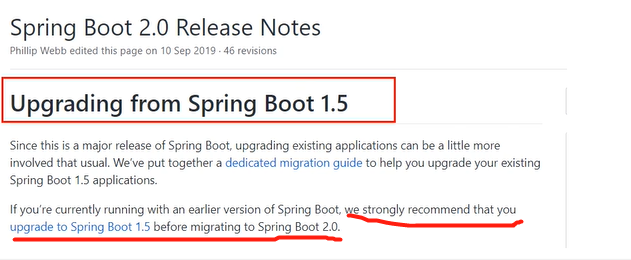 Spring Boot 2.0 Release Notes
Phillip Webb edited this page on 10 Sep 2019 · 46 revisions
Upgrading from Spring Boot 1.5
Since this is a major release of Spring Boot, upgrading existing applications can be a little more
involved that usual. We've put together a dedicated migration guide to help you upgrade your existing
Spring Boot 1.5 applications.
If you're currently running with an earlier version of Spring Boot, we strongly recommend that you
upgrade to Spring Boot 1.5 before migrating to Spring Boot 2.0.